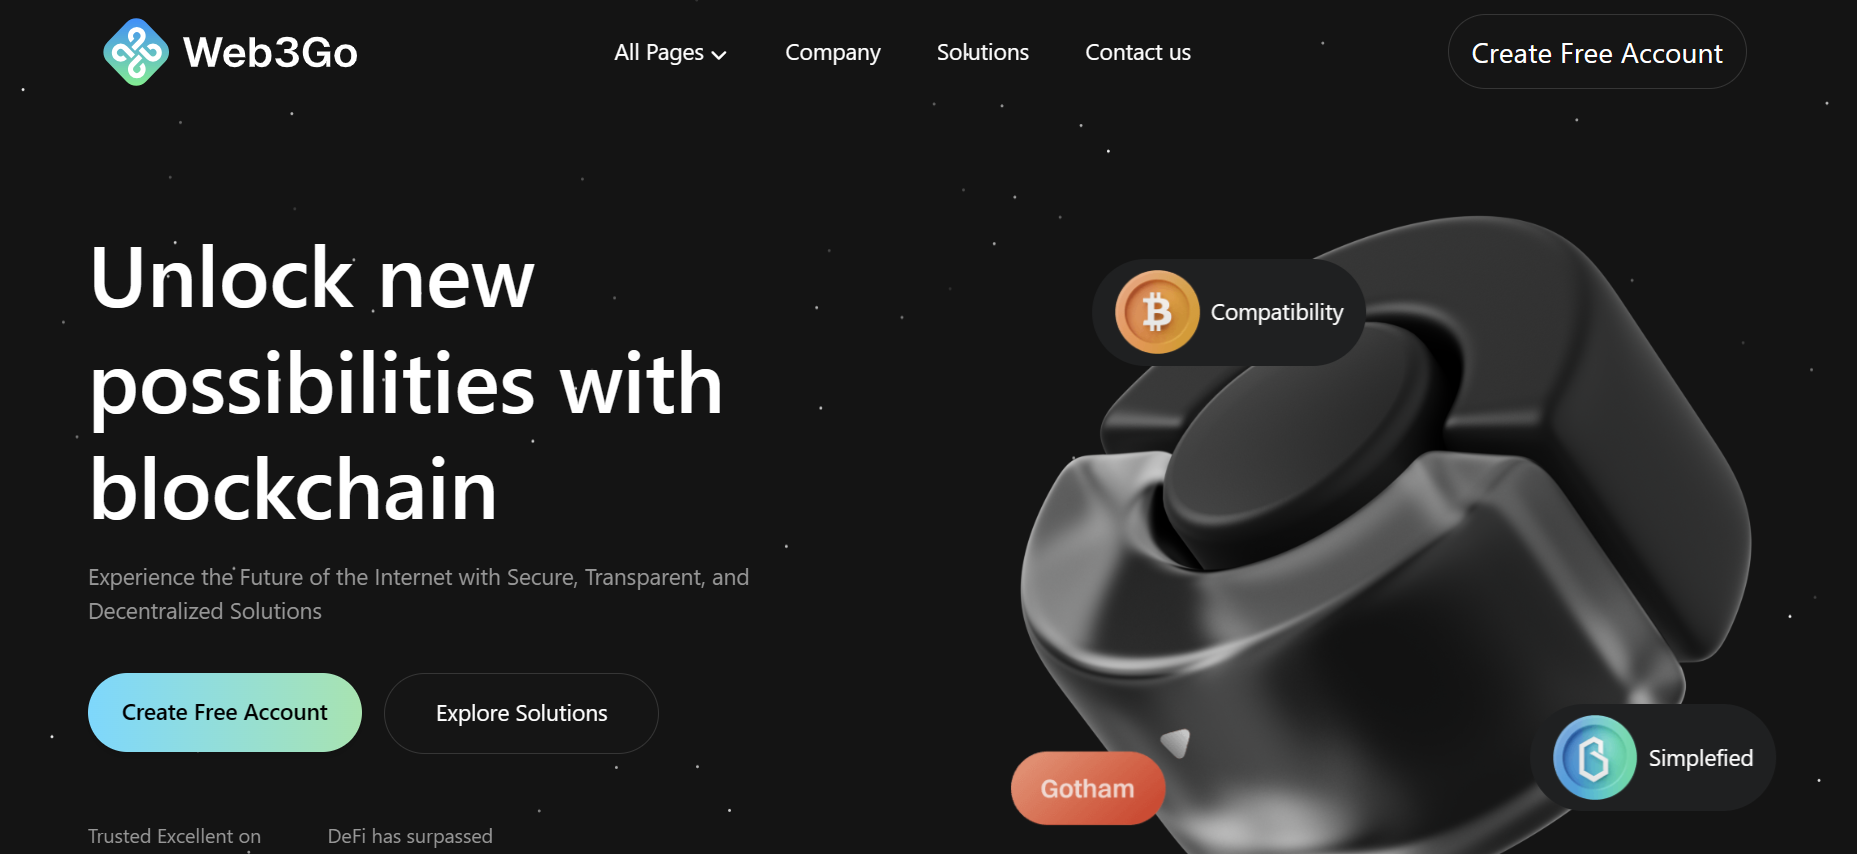 Web3Go
All Pages
Company
Solutions
Contact us
Create Free Account
Unlock new
possibilities with
blockchain
Experience the Future of the Internet with Secure, Transparent, and
Decentralized Solutions
Create Free Account
Explore Solutions
Trusted Excellent on
DeFi has surpassed
Compatibility
Gotham
Simplefied